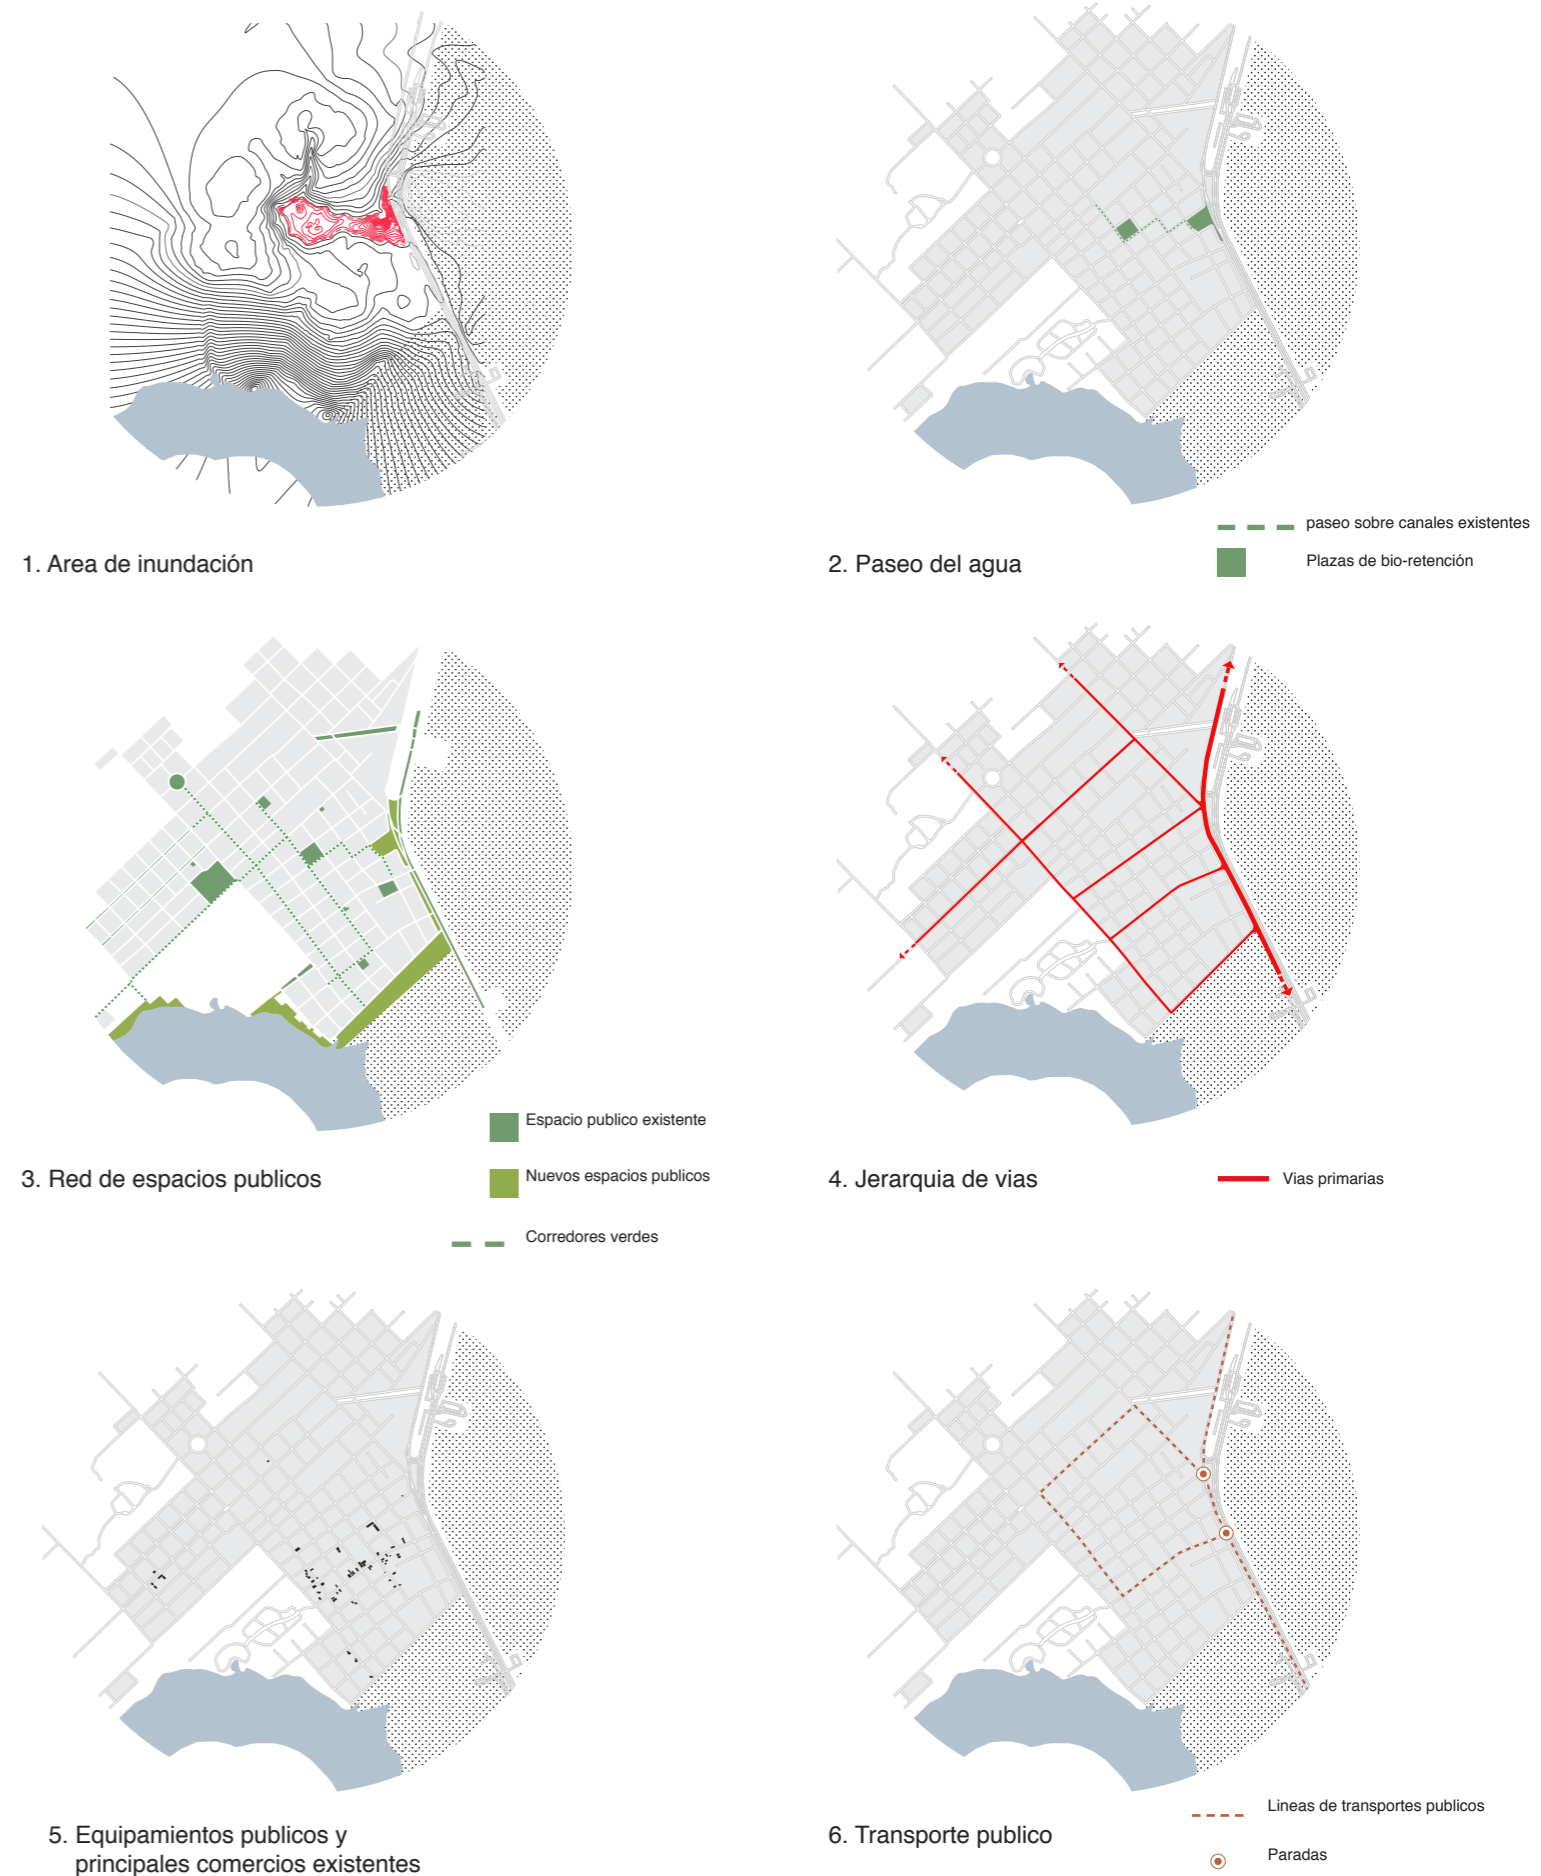 1. Area de inundación
2. Paseo del agua
paseo sobre canales existentes
Plazas de bio-retención
3. Red de espacios publicos
Espacio publico existente
Nuevos espacios publicos
Corredores verdes
4. Jerarquia de vias
Vias primarias
5. Equipamientos publicos y
principales comercios existentes
6. Transporte publico
Lineas de transportes publicos
Paradas